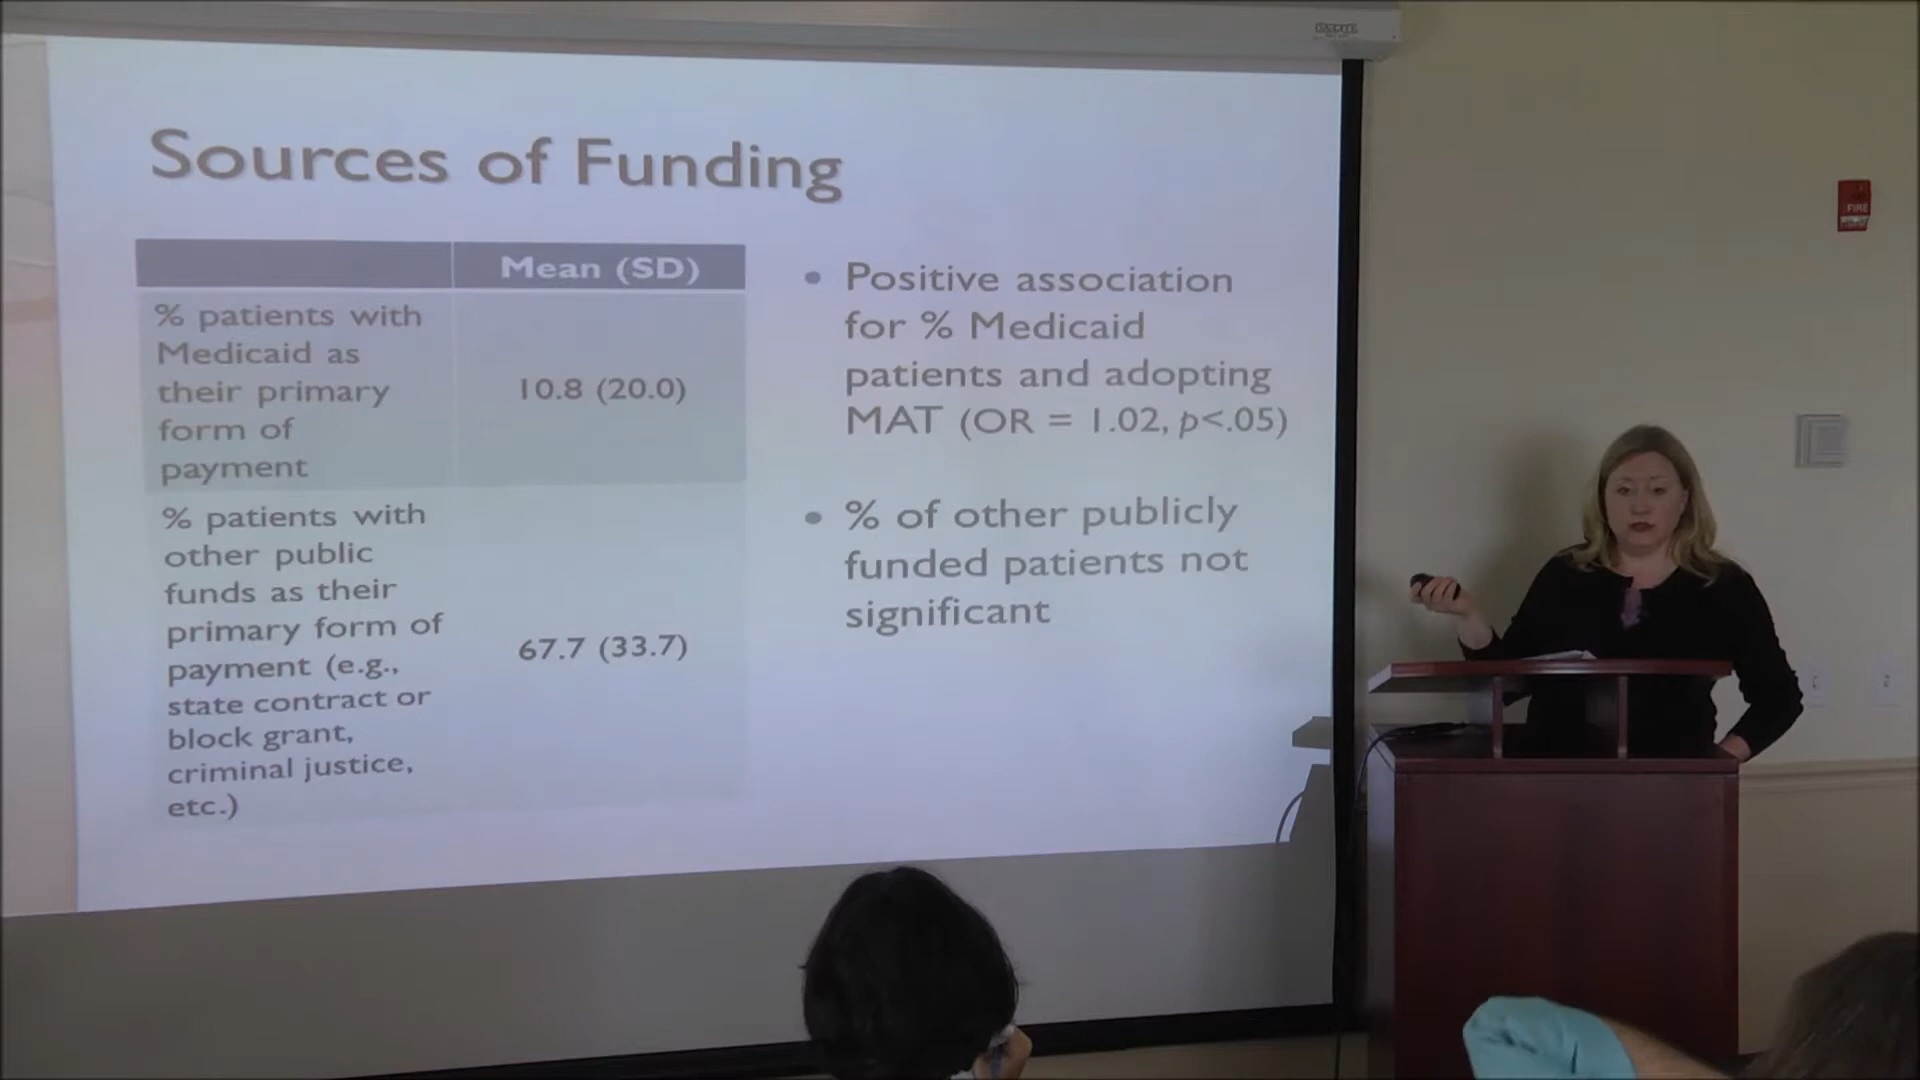 Sources of Funding
Mean (SD)
% patients with
Medicaid as
their primary
form of
payment
10.8 (20.0)
% patients with
other public
funds as their
primary form of
payment (e.g.,
state contract or
block grant,
criminal justice,
etc.)
67.7 (33.7)
• Positive association
for % Medicaid
patients and adopting
MAT (OR = 1.02, p<.05)
• % of other publicly
funded patients not
significant
FIRE